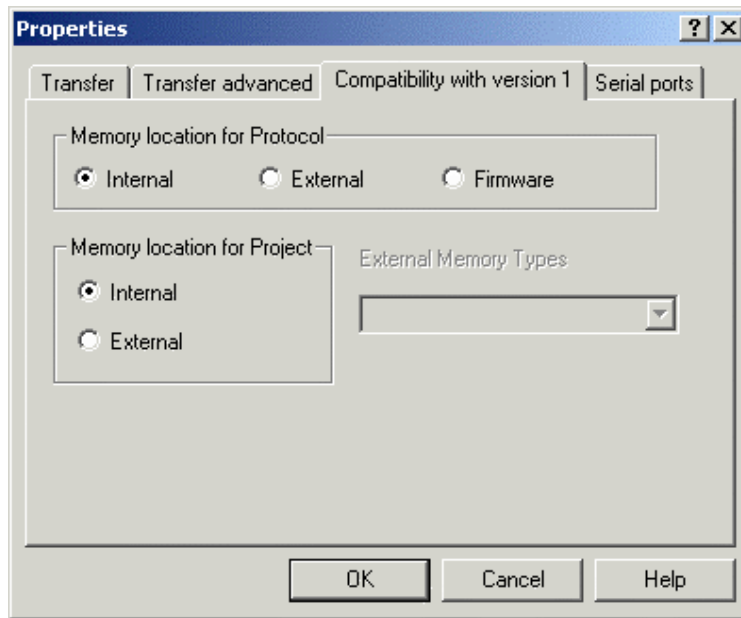 Properties
Transfer Transfer advanced Compatibility with version 1 Serial ports
Memory location for Protocol
Internal External Firmware
Memory location for Project
External Memory Types
Internal
External
OK Cancel Help